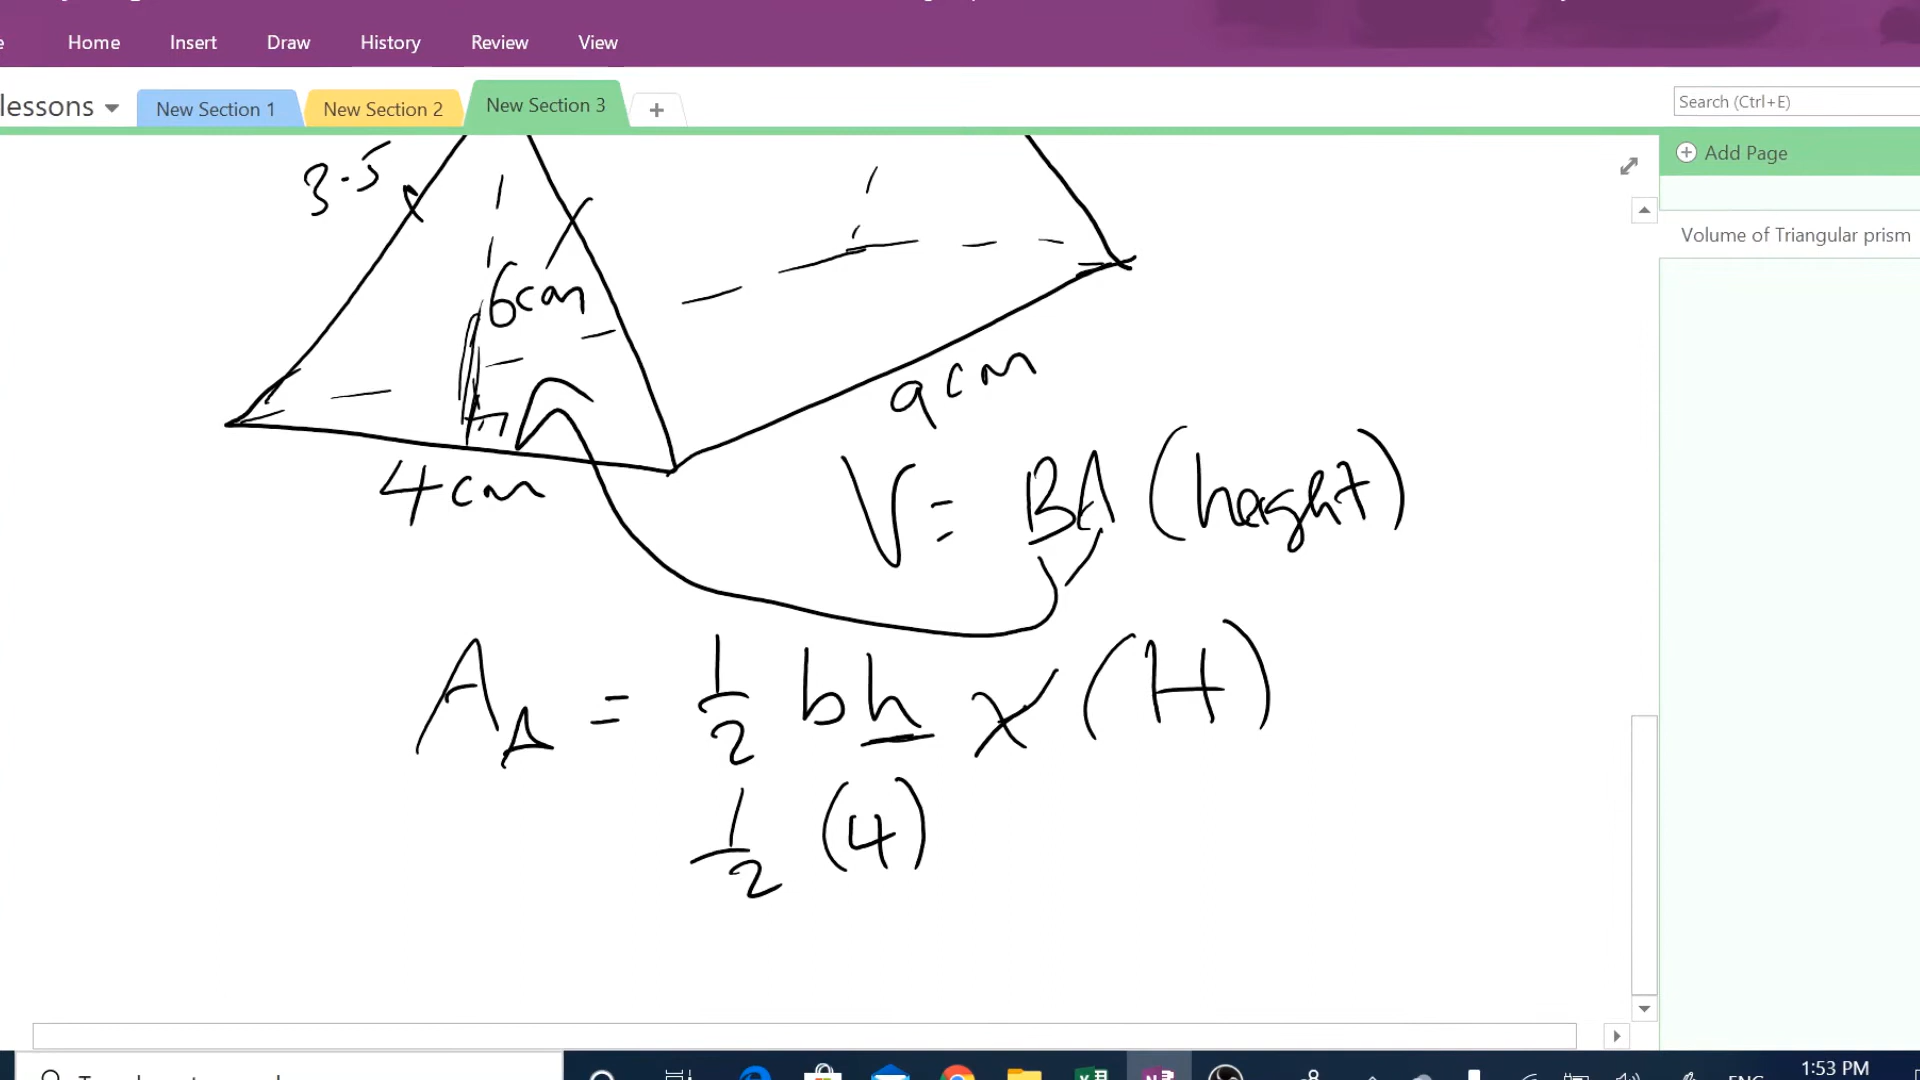 Home Insert Draw History Review View
lessons New Section 1 New Section 2 New Section 3 +
Search (Ctrl+E)
Add Page
Volume of Triangular prism
3.5
6cm
9cm
4cm
V = BA (height)
A△ = 1/2 bh x (H)
1/2 (4)
1:53 PM